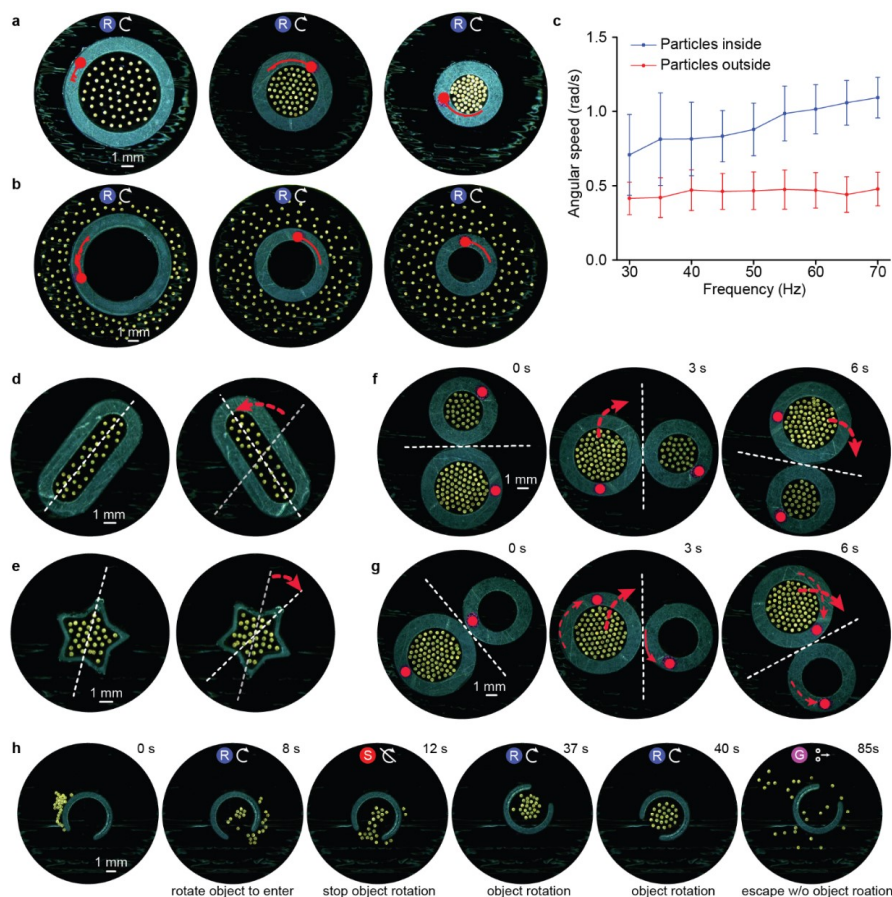 a
R
R
R
1 mm
b
R
R
R
1 mm
c
1.5
1.0
0.5
0.0
Angular speed (rad/s)
Particles inside
Particles outside
30
40
50
60
70
Frequency (Hz)
d
1 mm
e
1 mm
f
0 s
3 s
6 s
1 mm
g
0 s
3 s
6 s
1 mm
h
0 s
R
8 s
S
12 s
R
37 s
R
40 s
G
85s
1 mm
rotate object to enter
stop object rotation
object rotation
object rotation
escape w/o object roation